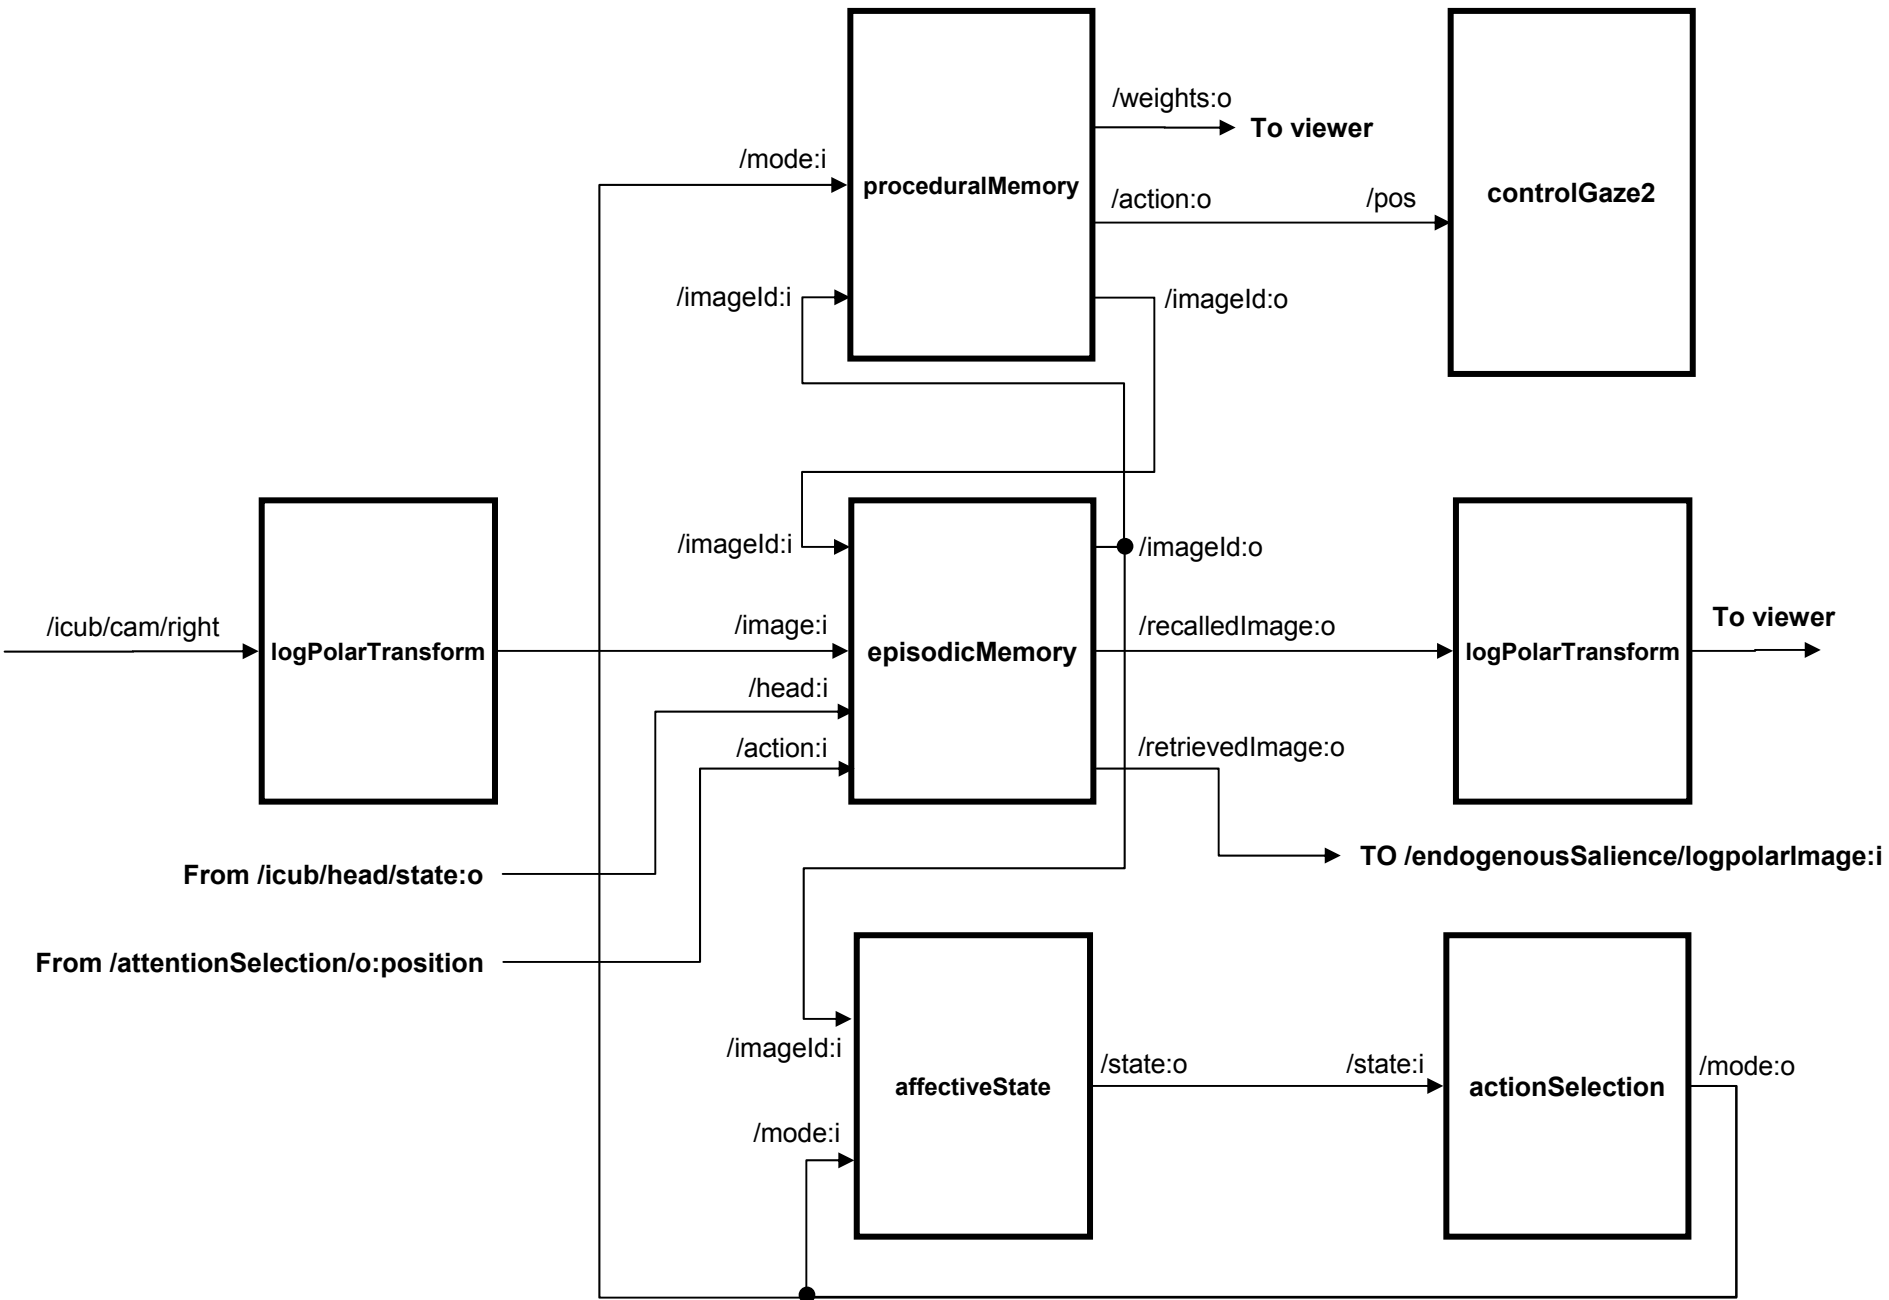 /weights:o
To viewer
/mode:i
proceduralMemory
controlGaze2
/action:o
/pos
/imageId:i
/imageId:o
/imageId:i
/imageId:o
/icub/cam/right
logPolarTransform
/image:i
episodicMemory
/recalledImage:o
logPolarTransform
To viewer
/head:i
/action:i
/retrievedImage:o
TO /endogenousSalience/logpolarImage:i
From /icub/head/state:o
From /attentionSelection/o:position
/imageId:i
affectiveState
/state:o
/state:i
actionSelection
/mode:o
/mode:i